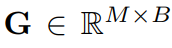 𝐆 ∈ ℝ^{M×B}